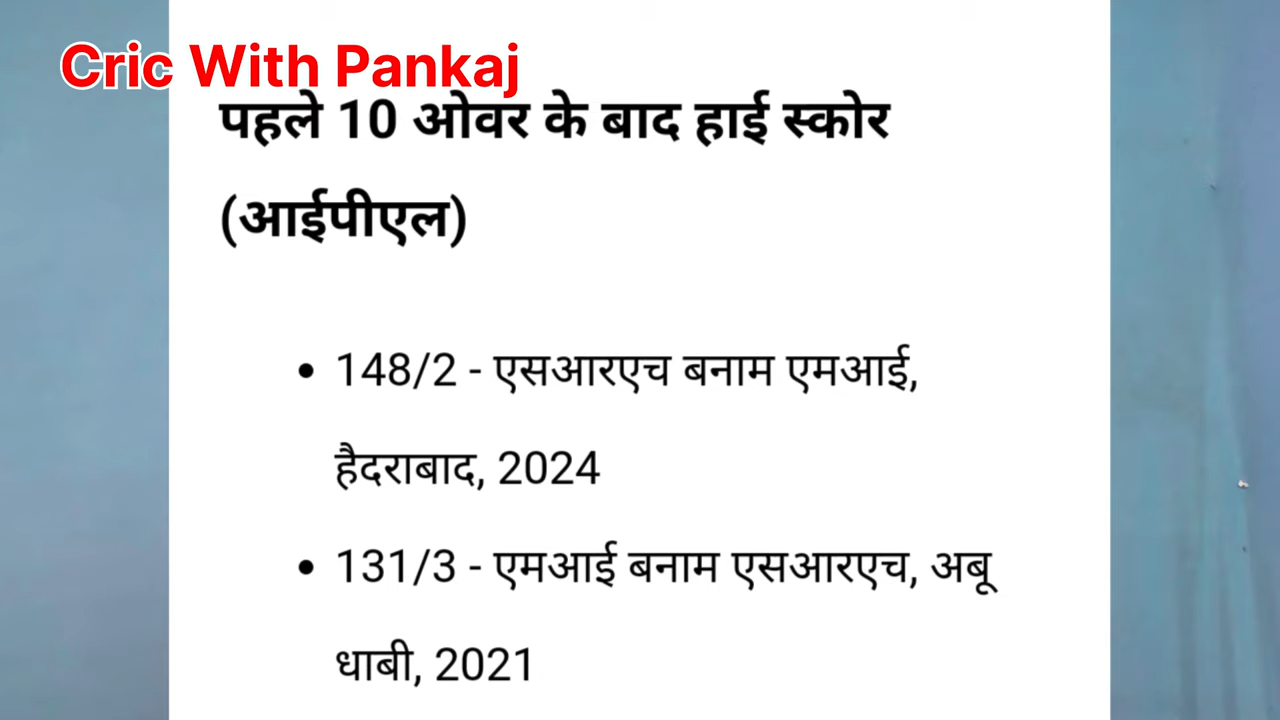 Cric With Pankaj
पहले 10 ओवर के बाद हाई स्कोर
(आईपीएल)
• 148/2 - एसआरएच बनाम एमआई,
हैदराबाद, 2024
• 131/3 - एमआई बनाम एसआरएच, अबू
धाबी, 2021